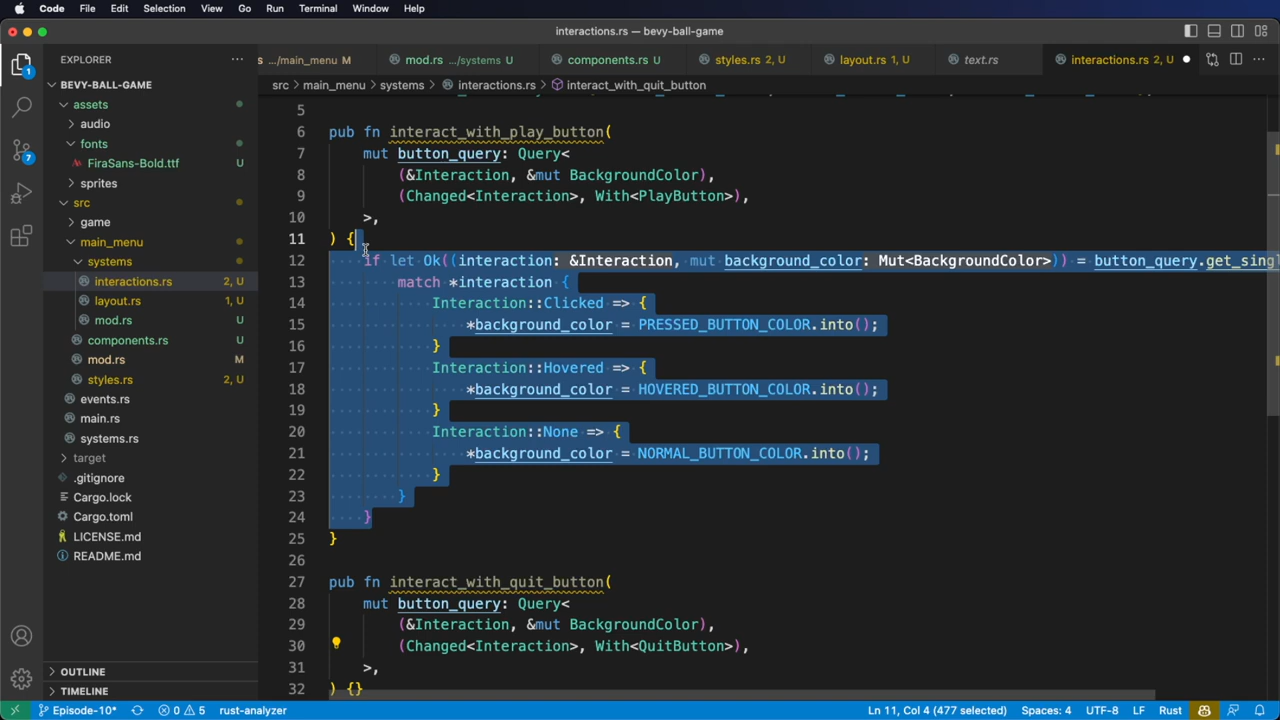 Code File Edit Selection View Go Run Terminal Window Help
interactions.rs — bevy-ball-game
EXPLORER
s .../main_menu M
mod.rs .../systems U
components.rs U
styles.rs 2, U
layout.rs 1, U
text.rs
interactions.rs 2, U
src > main_menu > systems > interactions.rs > interact_with_quit_button
BEVY-BALL-GAME
assets
audio
fonts
FiraSans-Bold.ttf U
sprites
src
game
main_menu
systems
interactions.rs 2, U
layout.rs 1, U
mod.rs U
components.rs U
mod.rs M
styles.rs 2, U
events.rs
main.rs
systems.rs
target
.gitignore
Cargo.lock
Cargo.toml
LICENSE.md
README.md
OUTLINE
TIMELINE
1
7
5
6 pub fn interact_with_play_button(
7 mut button_query: Query<
8 (&Interaction, &mut BackgroundColor),
9 (Changed<Interaction>, With<PlayButton>),
10 >,
11 ) {
12 if let Ok((interaction: &Interaction, mut background_color: Mut<BackgroundColor>)) = button_query.get_singl
13 match *interaction {
14 Interaction::Clicked => {
15 *background_color = PRESSED_BUTTON_COLOR.into();
16 }
17 Interaction::Hovered => {
18 *background_color = HOVERED_BUTTON_COLOR.into();
19 }
20 Interaction::None => {
21 *background_color = NORMAL_BUTTON_COLOR.into();
22 }
23 }
24 }
25 }
26
27 pub fn interact_with_quit_button(
28 mut button_query: Query<
29 (&Interaction, &mut BackgroundColor),
30 (Changed<Interaction>, With<QuitButton>),
31 >,
32 ) {}
Episode-10* 0 5 rust-analyzer Ln 11, Col 4 (477 selected) Spaces: 4 UTF-8 LF Rust